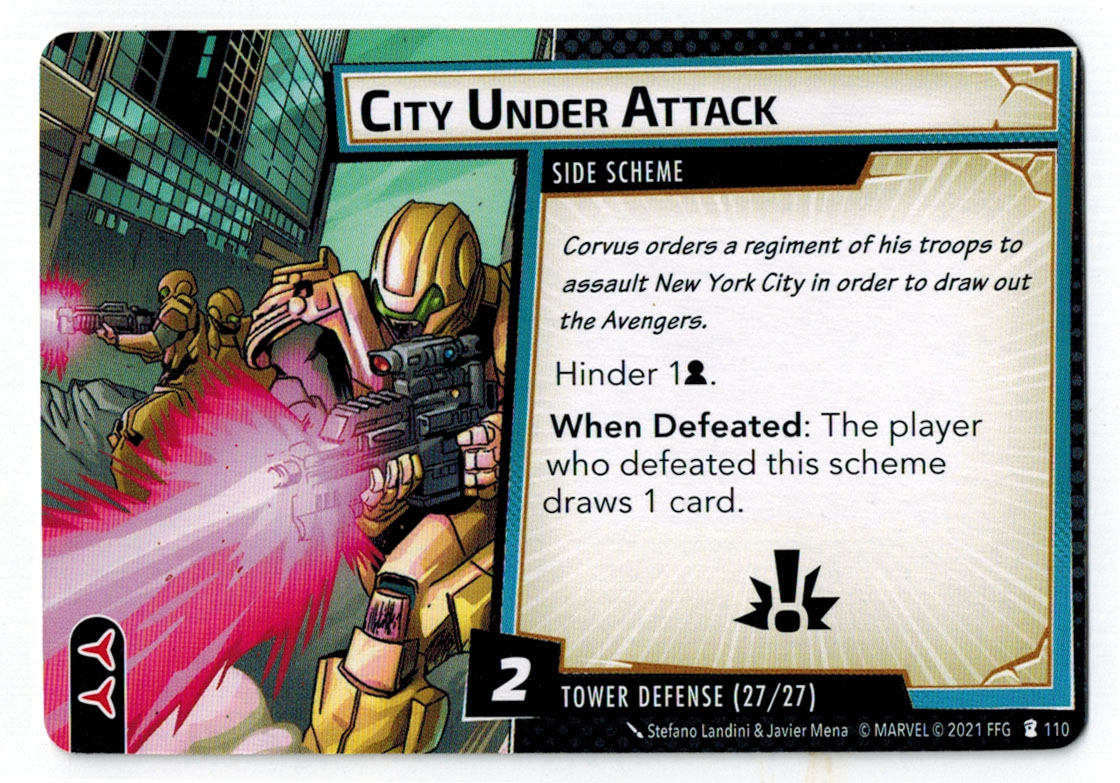 City Under Attack
SIDE SCHEME
Corvus orders a regiment of his troops to
assault New York City in order to draw out
the Avengers.
Hinder 1.
When Defeated: The player
who defeated this scheme
draws 1 card.
2
TOWER DEFENSE (27/27)
Stefano Landini & Javier Mena © MARVEL © 2021 FFG 110